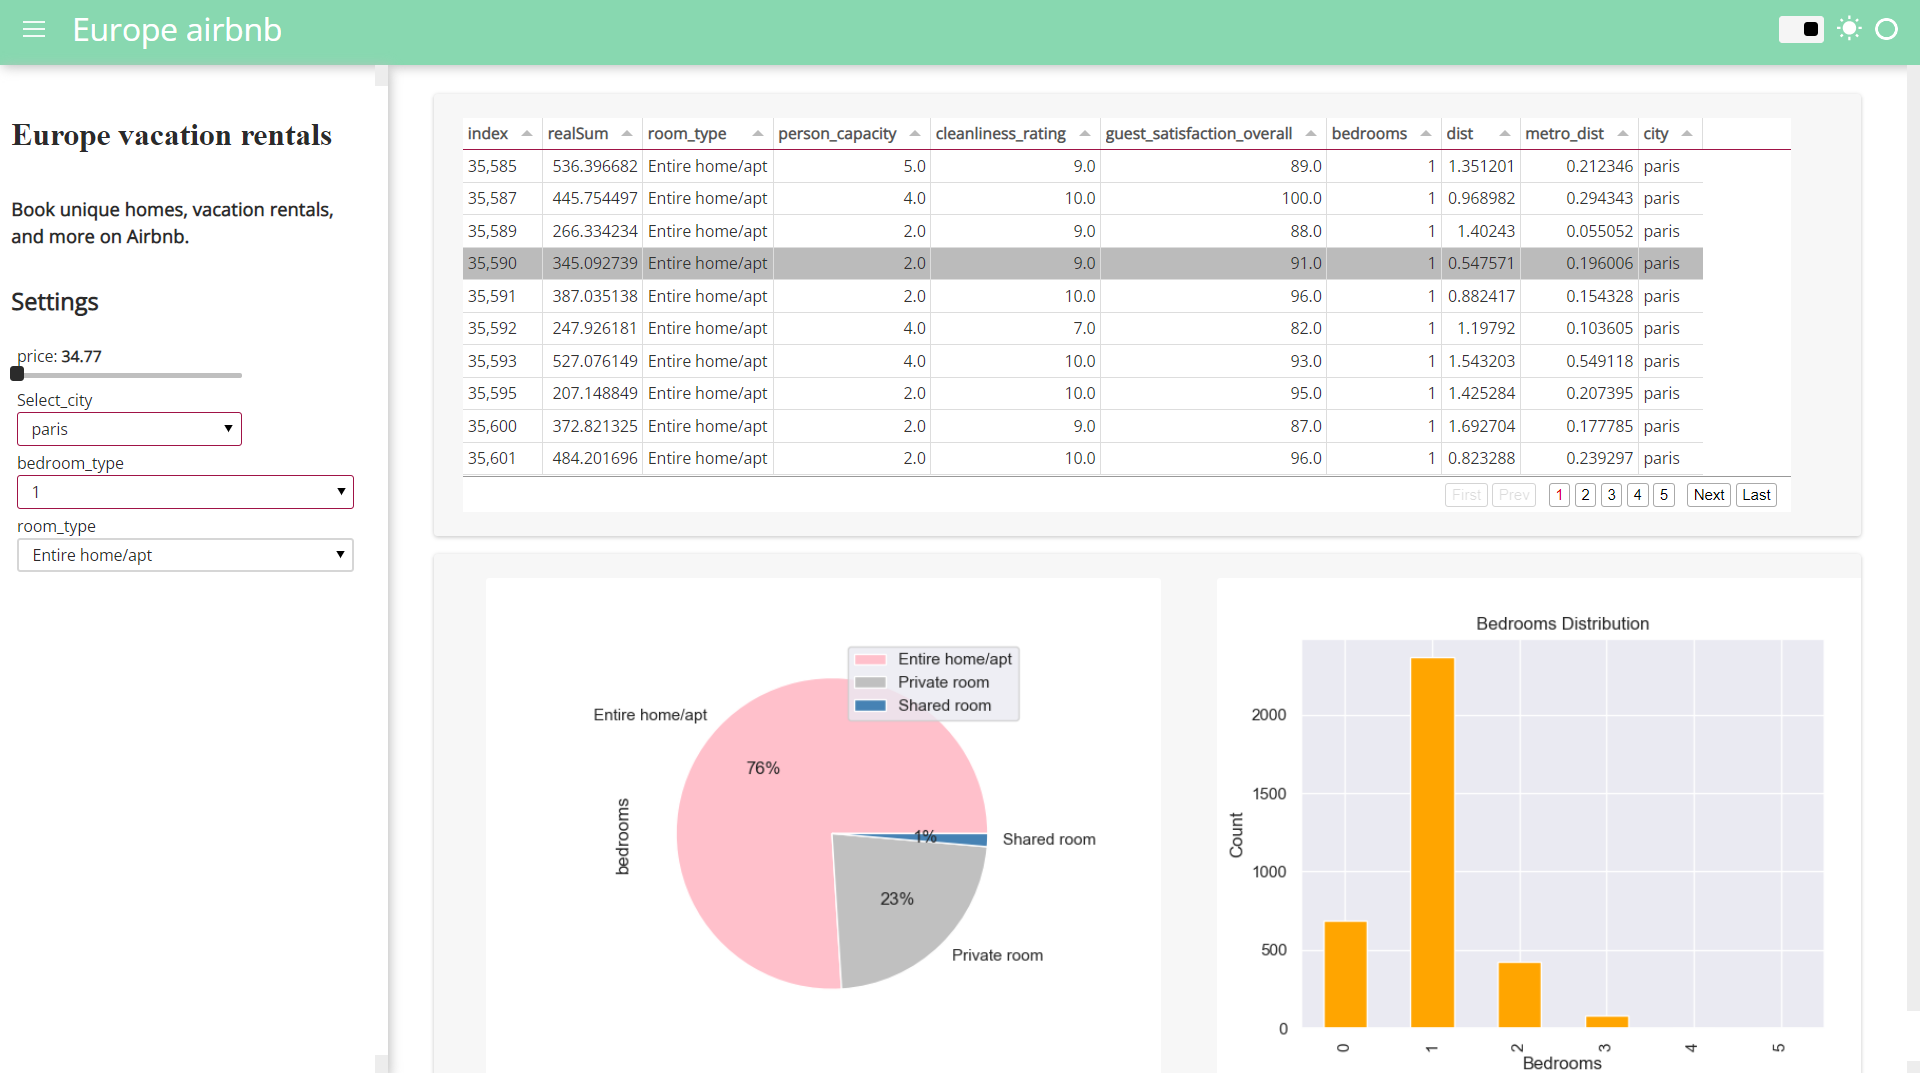 Europe airbnb
Europe vacation rentals
Book unique homes, vacation rentals,
and more on Airbnb.
Settings
price: 34.77
Select_city
paris
bedroom_type
1
room_type
Entire home/apt
index realSum room_type person_capacity cleanliness_rating guest_satisfaction_overall bedrooms dist metro_dist city
35,585 536.396682 Entire home/apt 5.0 9.0 89.0 1 1.351201 0.212346 paris
35,587 445.754497 Entire home/apt 4.0 10.0 100.0 1 0.968982 0.294343 paris
35,589 266.334234 Entire home/apt 2.0 9.0 88.0 1 1.40243 0.055052 paris
35,590 345.092739 Entire home/apt 2.0 9.0 91.0 1 0.547571 0.196006 paris
35,591 387.035138 Entire home/apt 2.0 10.0 96.0 1 0.882417 0.154328 paris
35,592 247.926181 Entire home/apt 4.0 7.0 82.0 1 1.19792 0.103605 paris
35,593 527.076149 Entire home/apt 4.0 10.0 93.0 1 1.543203 0.549118 paris
35,595 207.148849 Entire home/apt 2.0 10.0 95.0 1 1.425284 0.207395 paris
35,600 372.821325 Entire home/apt 2.0 9.0 87.0 1 1.692704 0.177785 paris
35,601 484.201696 Entire home/apt 2.0 10.0 96.0 1 0.823288 0.239297 paris
First Prev 1 2 3 4 5 Next Last
Entire home/apt
Private room
Shared room
Entire home/apt
76%
bedrooms
1%
Shared room
23%
Private room
Bedrooms Distribution
Count
2000
1500
1000
500
0
0 1 2 3 4 5
Bedrooms